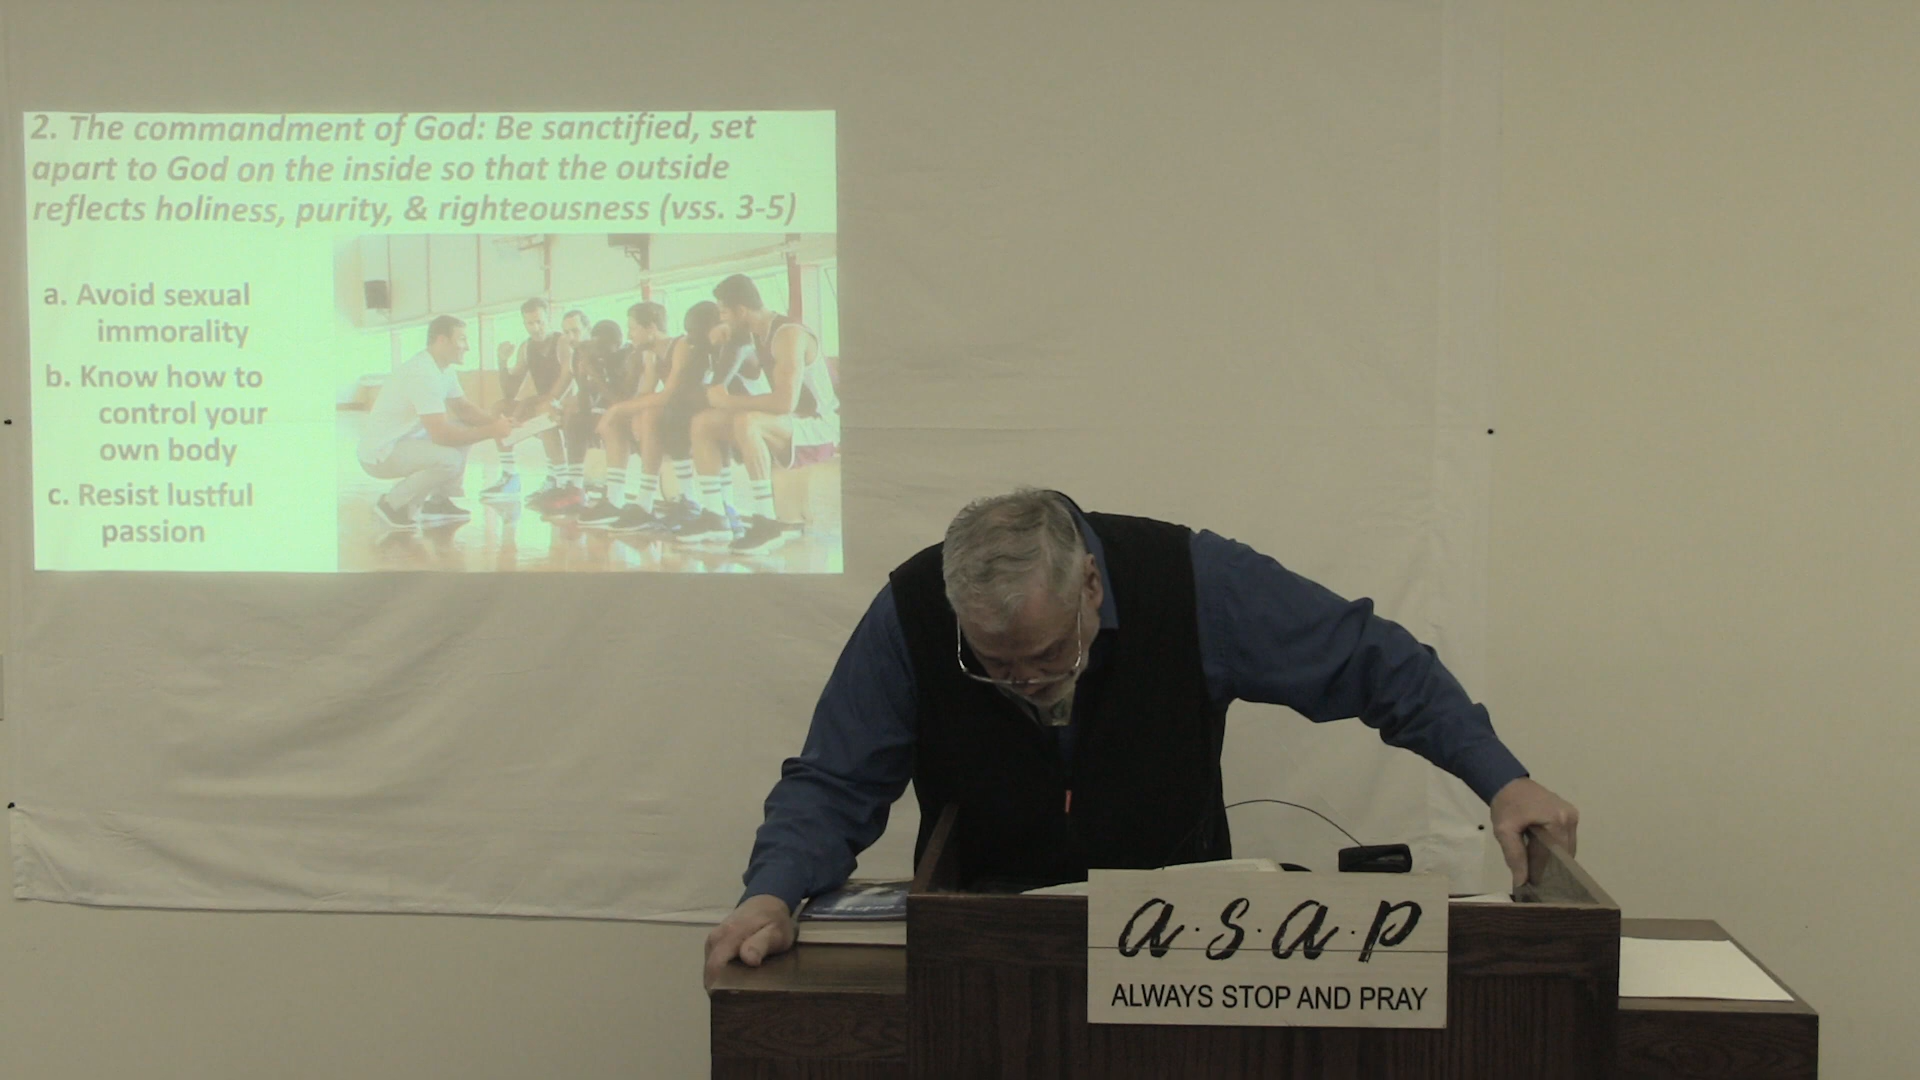 2. The commandment of God: Be sanctified, set
apart to God on the inside so that the outside
reflects holiness, purity, & righteousness (vss. 3-5)
a. Avoid sexual
immorality
b. Know how to
control your
own body
c. Resist lustful
passion
a.s.a.p
ALWAYS STOP AND PRAY